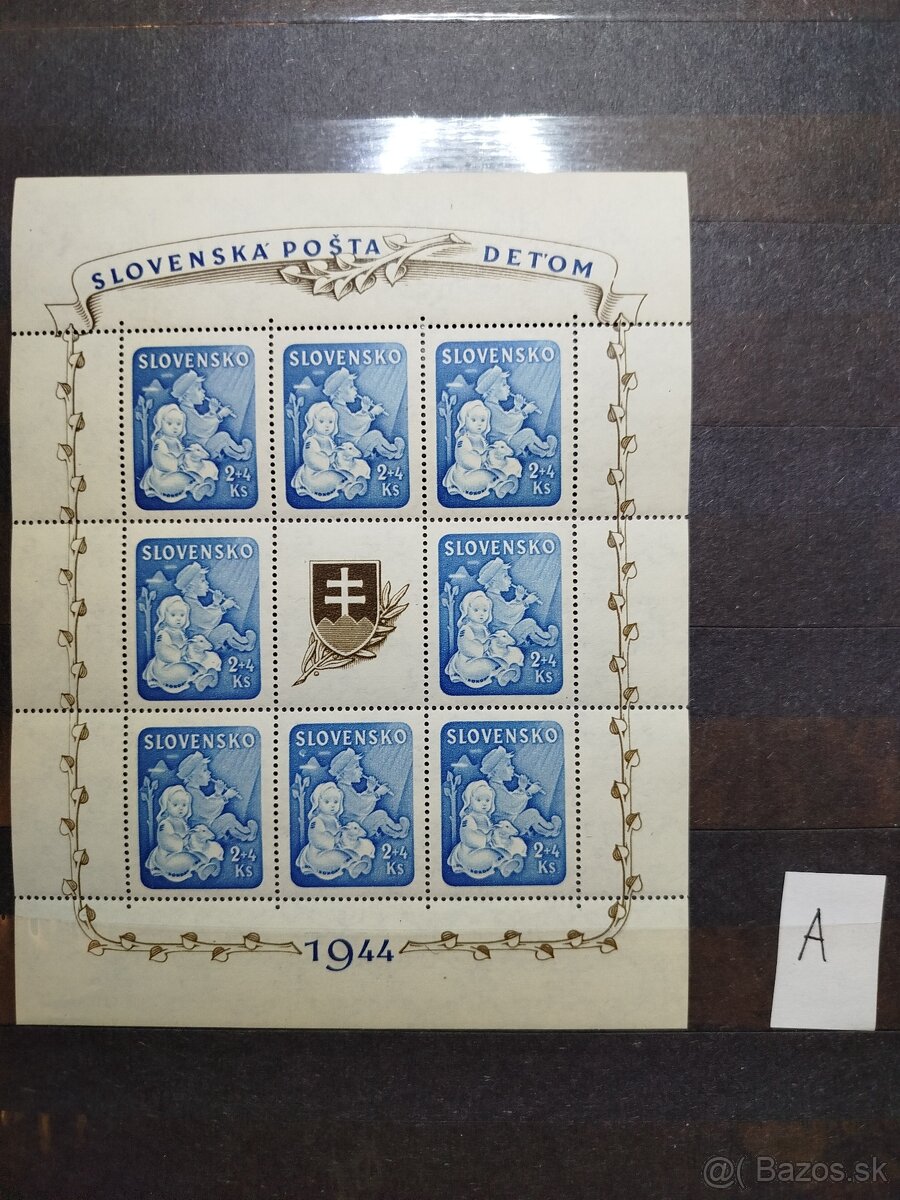 SLOVENSKÁ POŠTA DEŤOM
SLOVENSKO SLOVENSKO SLOVENSKO
2+4 2+4 2+4
Ks Ks Ks
SLOVENSKO SLOVENSKO
2+4 2+4
Ks Ks
SLOVENSKO SLOVENSKO SLOVENSKO
2+4 2+4 2+4
Ks Ks Ks
1944
A
@( Bazos.sk